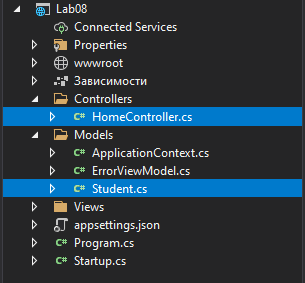 Lab08
Connected Services
Properties
wwwroot
Зависимости
Controllers
C# HomeController.cs
Models
C# ApplicationContext.cs
C# ErrorViewModel.cs
C# Student.cs
Views
appsettings.json
C# Program.cs
C# Startup.cs